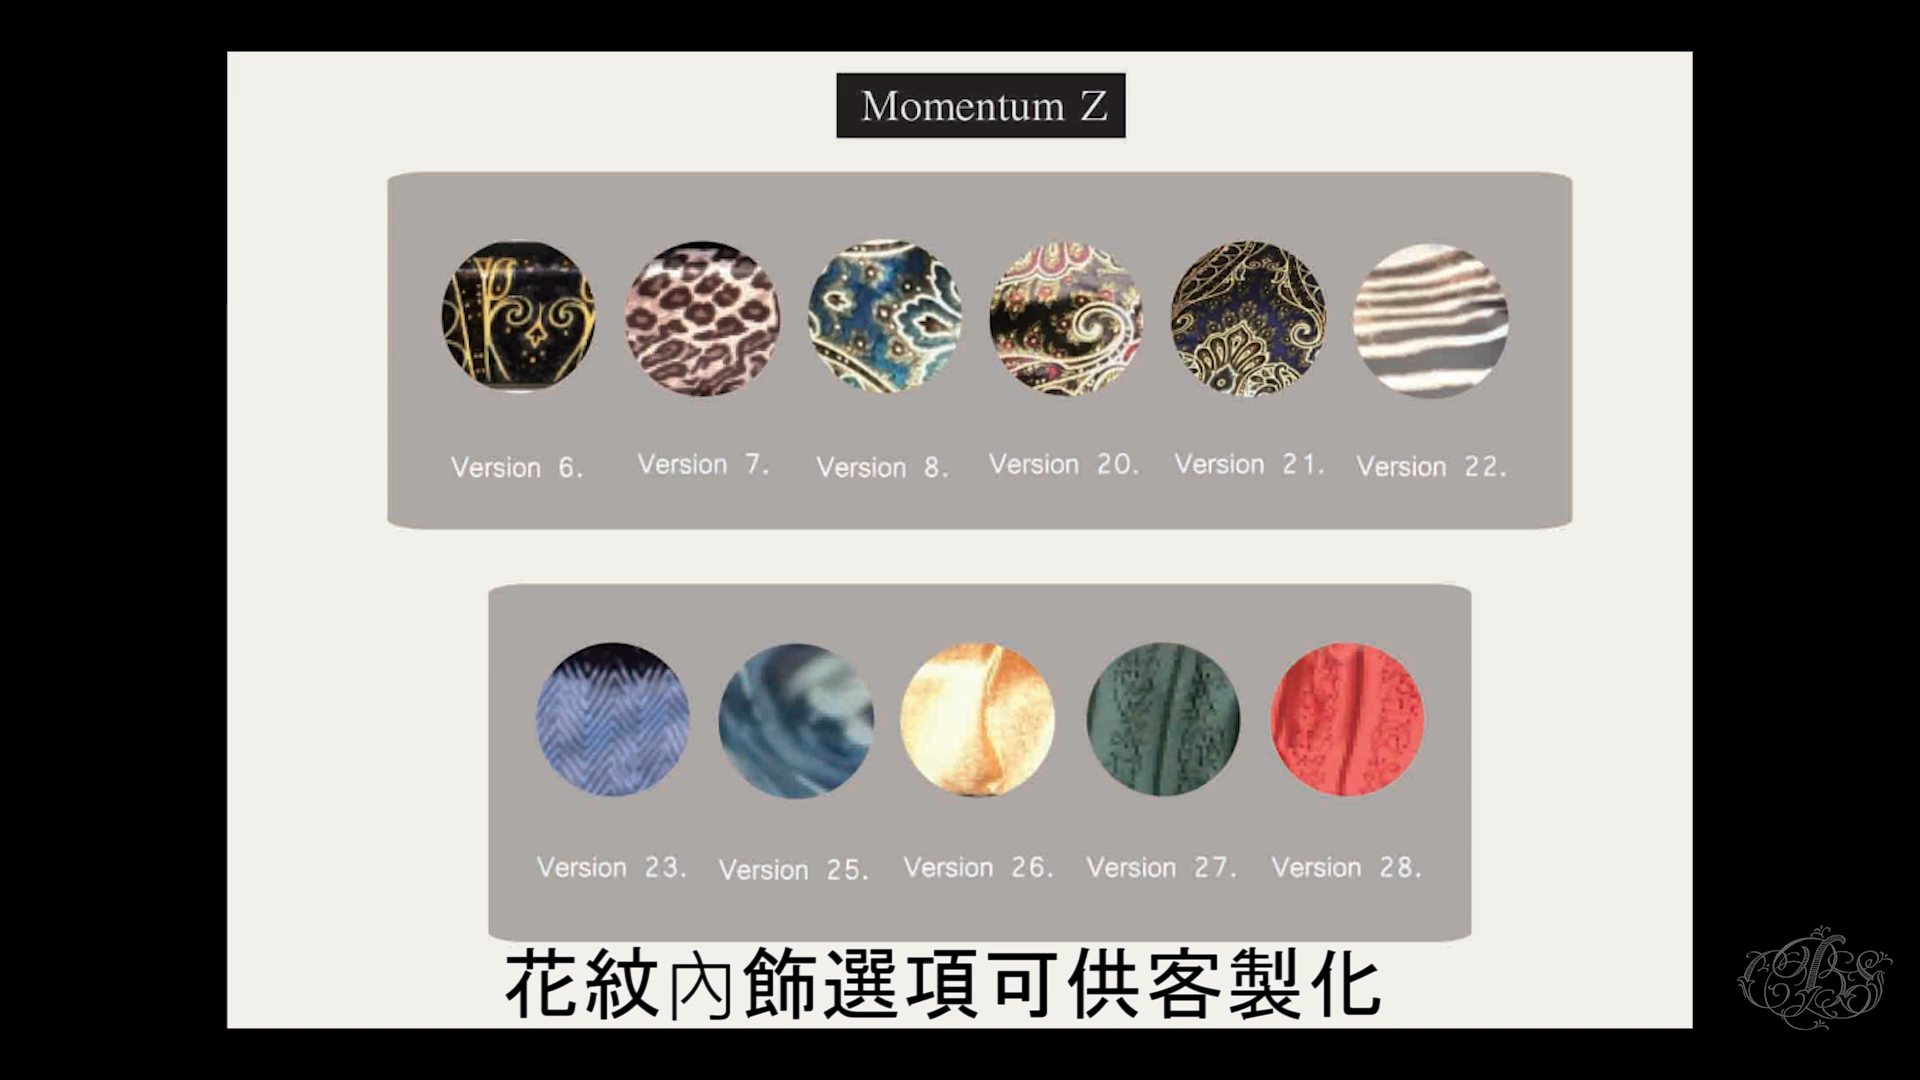 Momentum Z
Version 6. Version 7. Version 8. Version 20. Version 21. Version 22.
Version 23. Version 25. Version 26. Version 27. Version 28.
花紋內飾選項可供客製化